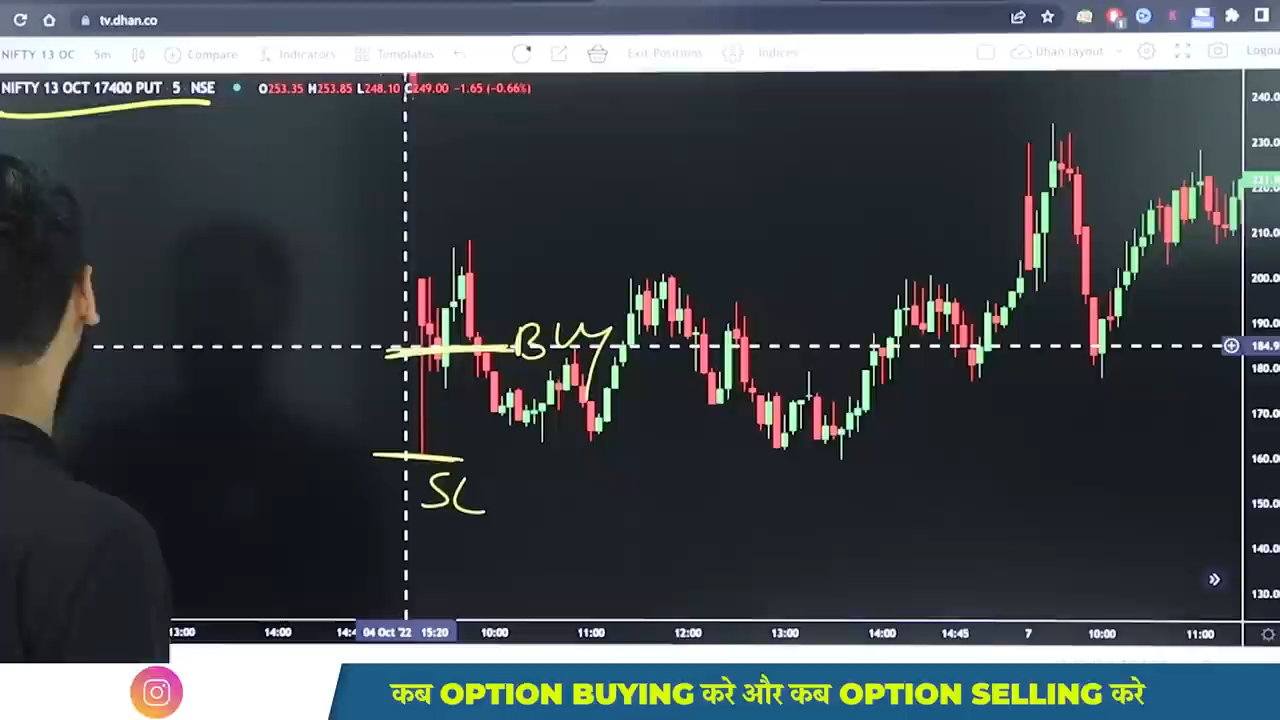 tv.dhan.co
NIFTY 13 OC 5m Compare Indicators Templates Exit Positions Indices Dhan layout Logou
NIFTY 13 OCT 17400 PUT 5 NSE O253.35 H253.85 L248.10 C249.00 −1.65 (−0.66%)
240.0
230.0
220.0
210.0
200.0
190.0
BUY
184.9
180.0
170.0
160.0
SL
150.0
140.0
130.0
13:00 14:00 14:4 04 Oct '22 15:20 10:00 11:00 12:00 13:00 14:00 14:45 7 10:00 11:00
कब OPTION BUYING करे और कब OPTION SELLING करे